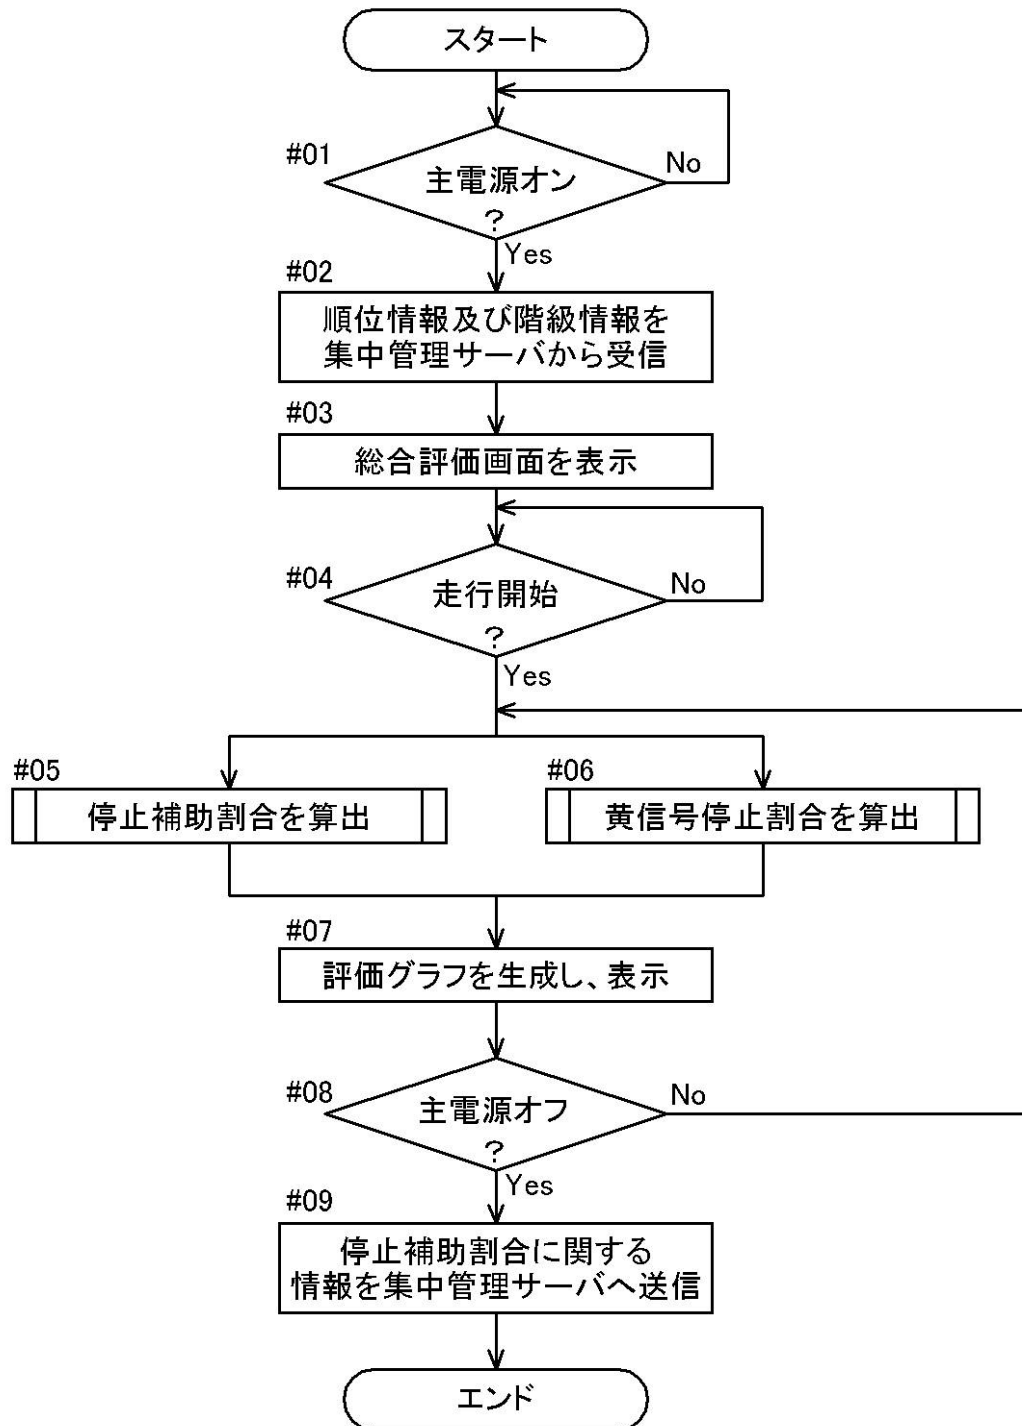 スタート
#01
主電源オン
?
No
Yes
#02
順位情報及び階級情報を
集中管理サーバから受信
#03
総合評価画面を表示
#04
走行開始
?
No
Yes
#05
停止補助割合を算出
#06
黄信号停止割合を算出
#07
評価グラフを生成し、表示
#08
主電源オフ
?
No
Yes
#09
停止補助割合に関する
情報を集中管理サーバへ送信
エンド